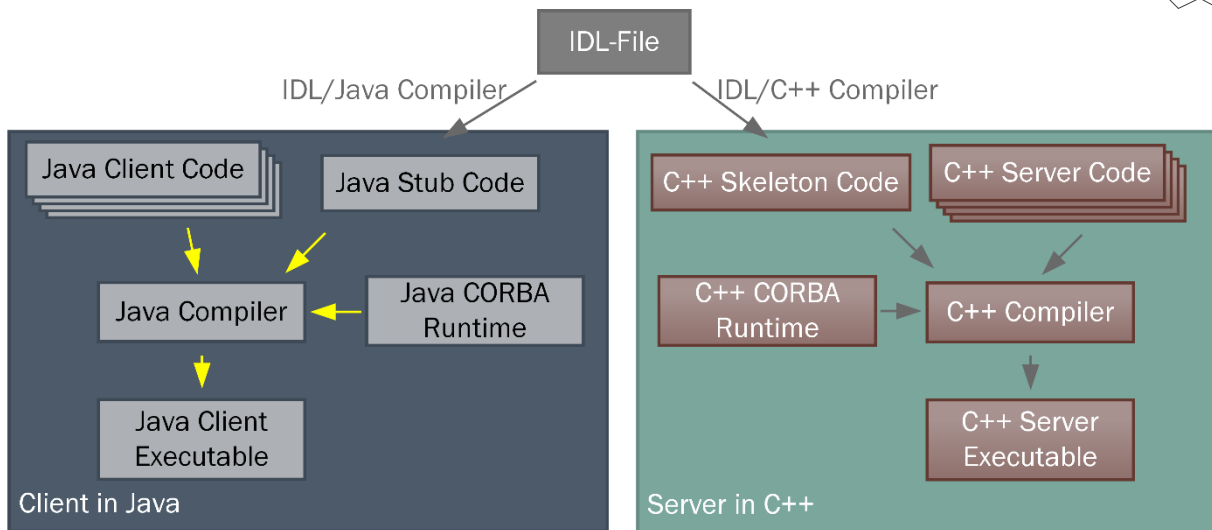 IDL-File
IDL/Java Compiler
IDL/C++ Compiler
Java Client Code
Java Stub Code
Java Compiler
Java CORBA
Runtime
Java Client
Executable
Client in Java
C++ Skeleton Code
C++ Server Code
C++ CORBA
Runtime
C++ Compiler
C++ Server
Executable
Server in C++